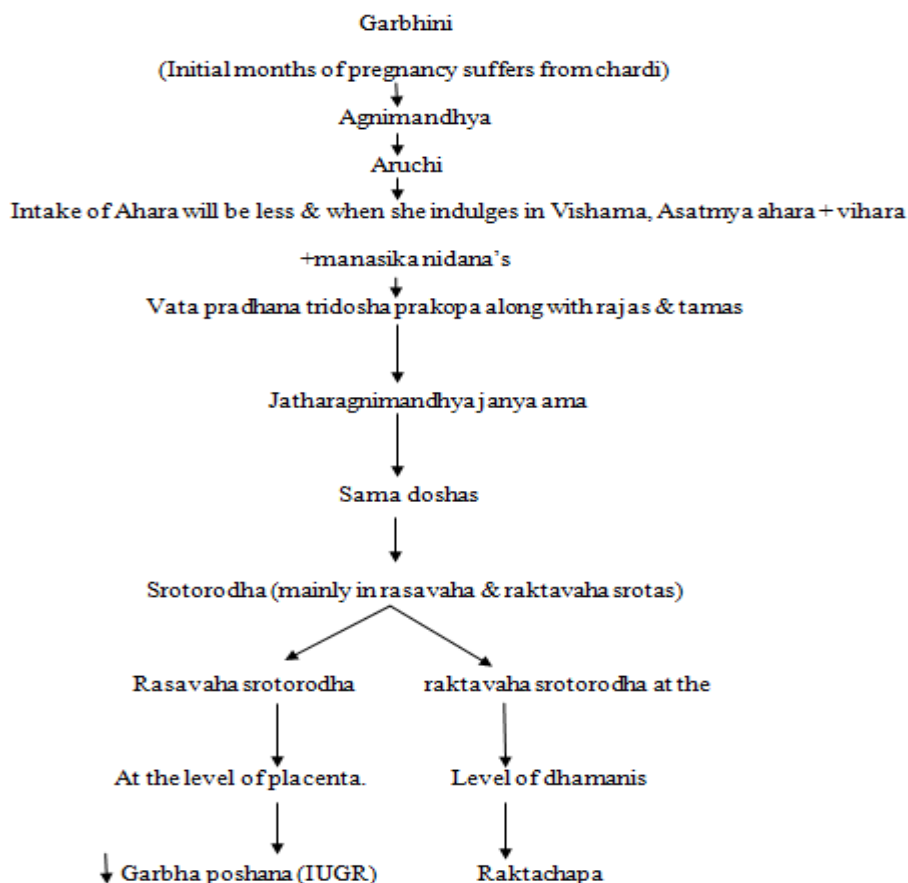 Garbhini
(Initial months of pregnancy suffers from chardi)
Agnimandhya
Aruchi
Intake of Ahara will be less & when she indulges in Vishama, Asatmya ahara + vihara
+manasika nidana's
Vata pradhana tridosha prakopa along with rajas & tamas
Jatharagnimandhya janya ama
Sama doshas
Srotorodha (mainly in rasavaha & raktavaha srotas)
Rasavaha srotorodha
raktavaha srotorodha at the
At the level of placenta.
Level of dhamanis
Garbha poshana (IUGR)
Raktachapa